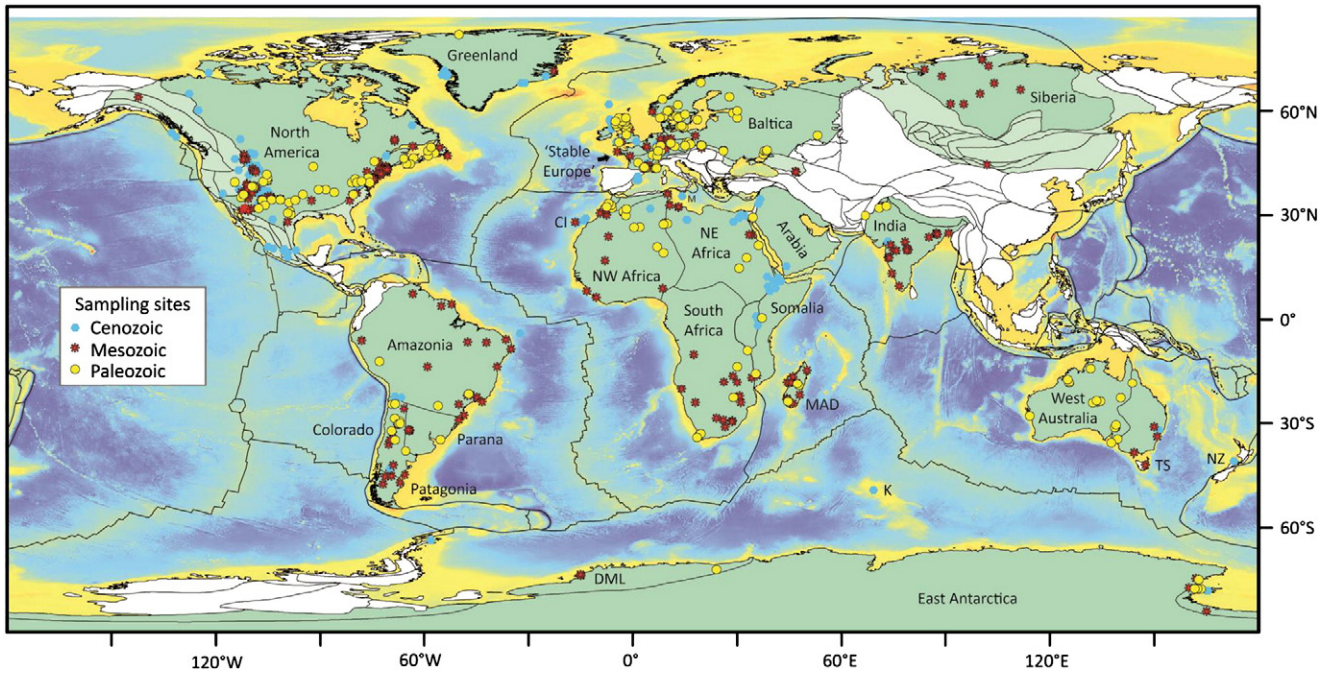 Greenland
Siberia
60°N
North
America
Baltica
'Stable
Europe'
M
CI
NE
Africa
Arabia
India
30°N
NW Africa
Sampling sites
Cenozoic
Mesozoic
Paleozoic
South
Africa
Somalia
0°
Amazonia
MAD
West
Australia
30°S
Colorado
Parana
TS
NZ
Patagonia
K
60°S
DML
East Antarctica
120°W
60°W
0°
60°E
120°E